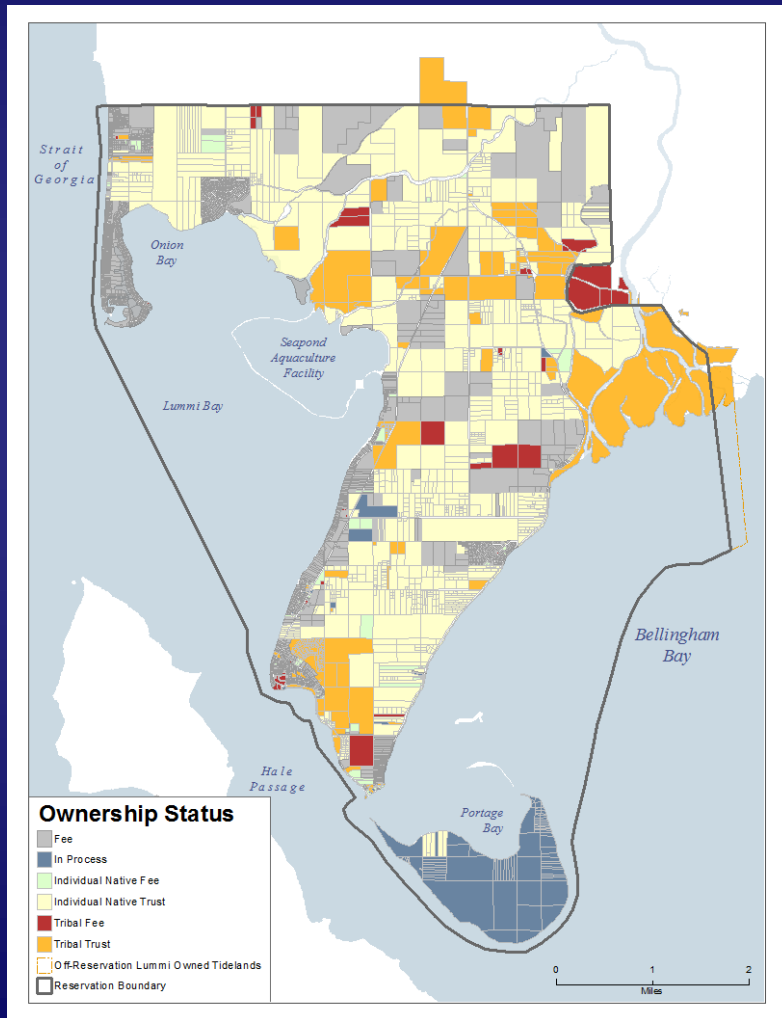 Strait
of
Georgia
Onion
Bay
Seapond
Aquaculture
Facility
Lummi Bay
Bellingham
Bay
Hale
Passage
Portage
Bay
Ownership Status
Fee
In Process
Individual Native Fee
Individual Native Trust
Tribal Fee
Tribal Trust
Off-Reservation Lummi Owned Tidelands
Reservation Boundary
0 1 2
Miles